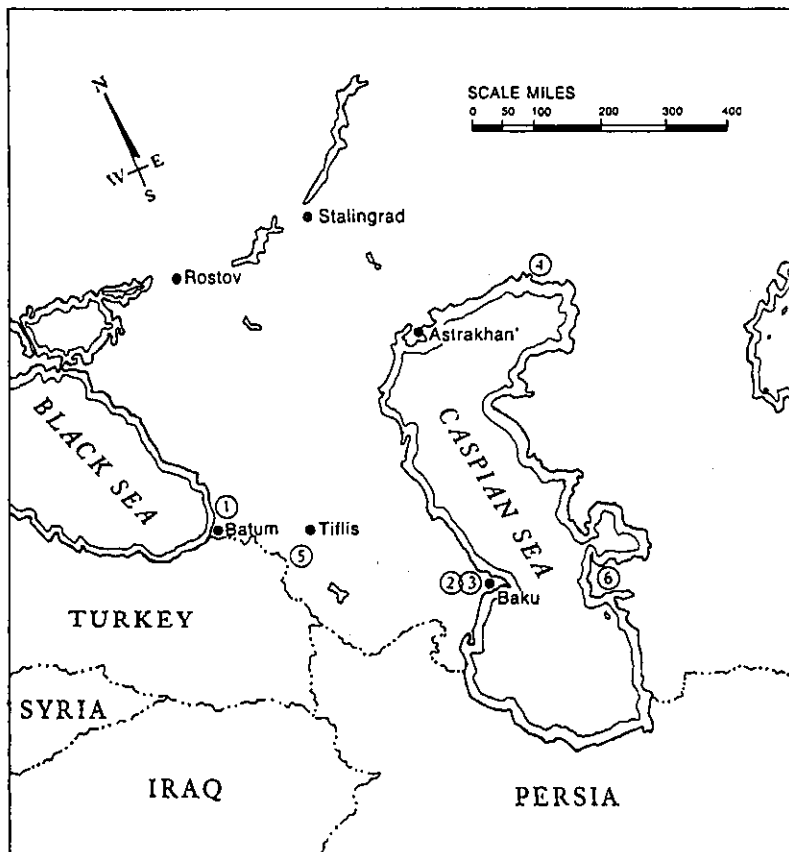 N
W E
S
SCALE MILES
0 50 100 200 300 400
Stalingrad
Rostov
④
Astrakhan'
BLACK SEA
CASPIAN SEA
①
Batum
Tiflis
⑤
② ③
Baku
⑥
TURKEY
SYRIA
IRAQ
PERSIA